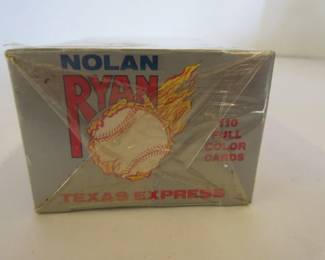 NOLAN
RYAN
110
FULL
COLOR
CARDS
TEXAS EXPRESS